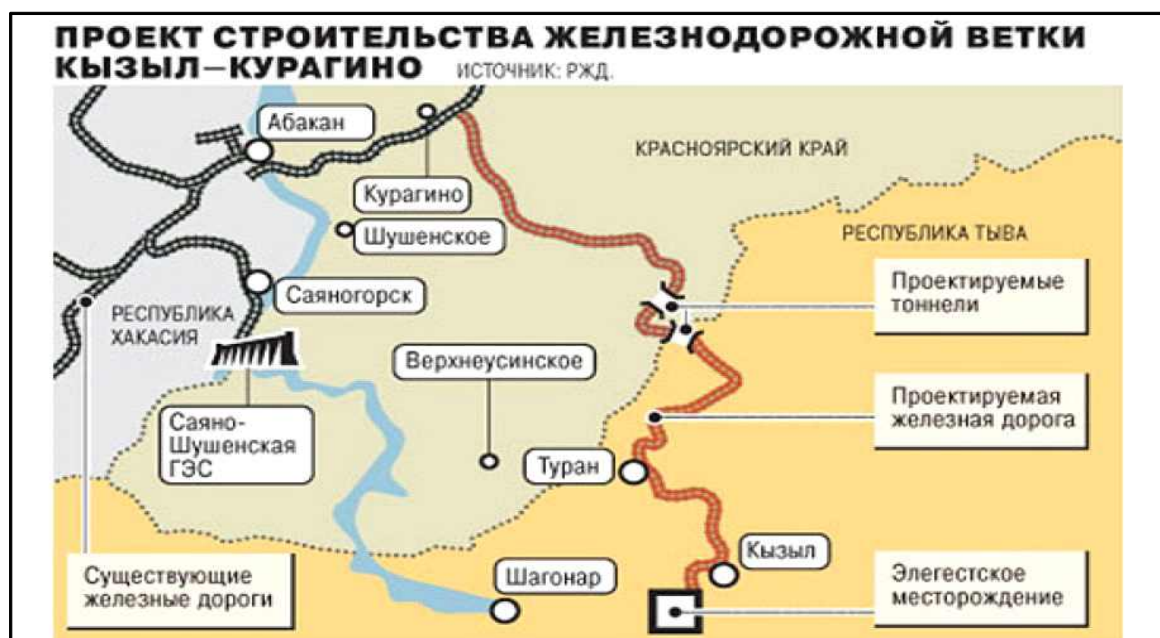 ПРОЕКТ СТРОИТЕЛЬСТВА ЖЕЛЕЗНОДОРОЖНОЙ ВЕТКИ
КЫЗЫЛ–КУРАГИНО ИСТОЧНИК: РЖД.
Абакан
КРАСНОЯРСКИЙ КРАЙ
Курагино
Шушенское
РЕСПУБЛИКА ТЫВА
Саяногорск
Проектируемые
тоннели
РЕСПУБЛИКА
ХАКАСИЯ
Верхнеусинское
Проектируемая
железная дорога
Саяно-
Шушенская
ГЭС
Туран
Кызыл
Шагонар
Существующие
железные дороги
Элегестское
месторождение